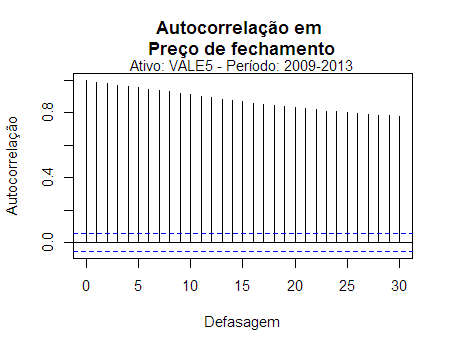 Autocorrelação em
Preço de fechamento
Ativo: VALE5 - Período: 2009-2013
Autocorrelação
0.8
0.4
0.0
0 5 10 15 20 25 30
Defasagem